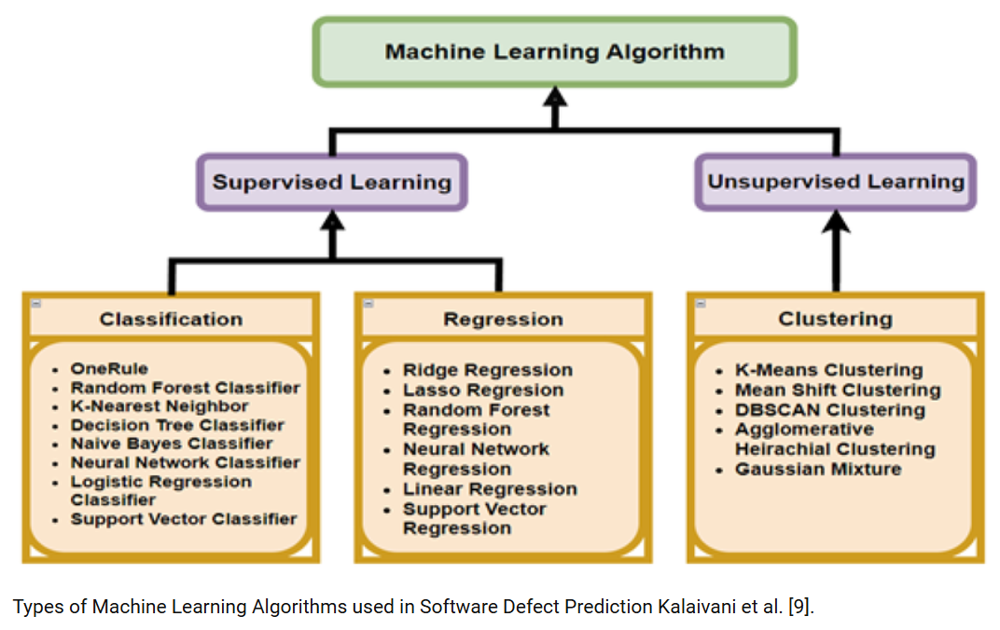 Machine Learning Algorithm
Supervised Learning
Unsupervised Learning
Classification
• OneRule
• Random Forest Classifier
• K-Nearest Neighbor
• Decision Tree Classifier
• Naive Bayes Classifier
• Neural Network Classifier
• Logistic Regression
Classifier
• Support Vector Classifier
Regression
• Ridge Regression
• Lasso Regresion
• Random Forest
Regression
• Neural Network
Regression
• Linear Regression
• Support Vector
Regression
Clustering
• K-Means Clustering
• Mean Shift Clustering
• DBSCAN Clustering
• Agglomerative
Heirachial Clustering
• Gaussian Mixture
Types of Machine Learning Algorithms used in Software Defect Prediction Kalaivani et al. [9].